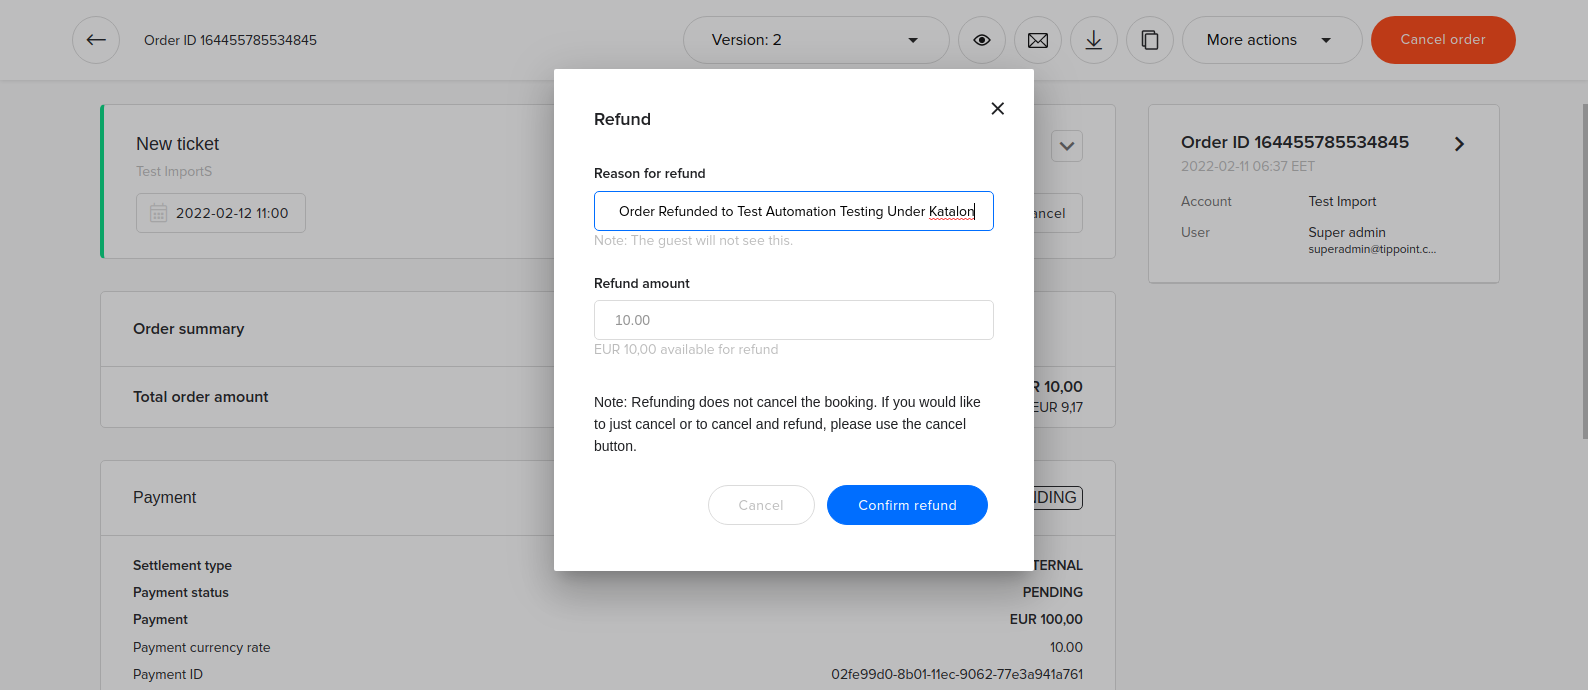 Order ID 164455785534845
Version: 2
More actions
Cancel order
New ticket
Test ImportS
2022-02-12 11:00
ancel
Order summary
Total order amount
R 10,00
EUR 9,17
Payment
NDING
Settlement type
TERNAL
Payment status
PENDING
Payment
EUR 100,00
Payment currency rate
10.00
Payment ID
02fe99d0-8b01-11ec-9062-77e3a941a761
Refund
Reason for refund
Order Refunded to Test Automation Testing Under Katalon
Note: The guest will not see this.
Refund amount
10.00
EUR 10,00 available for refund
Note: Refunding does not cancel the booking. If you would like
to just cancel or to cancel and refund, please use the cancel
button.
Cancel
Confirm refund
Order ID 164455785534845
2022-02-11 06:37 EET
Account
Test Import
User
Super admin
superadmin@tippoint.c...